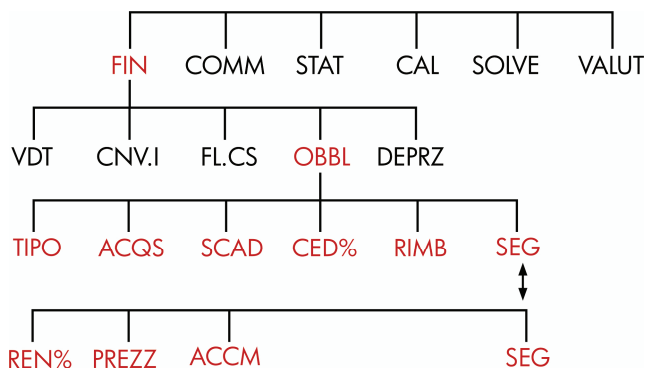 FIN COMM STAT CAL SOLVE VALUT
VDT CNV.I FL.CS OBBL DEPRZ
TIPO ACQS SCAD CED% RIMB SEG
REN% PREZZ ACCM SEG